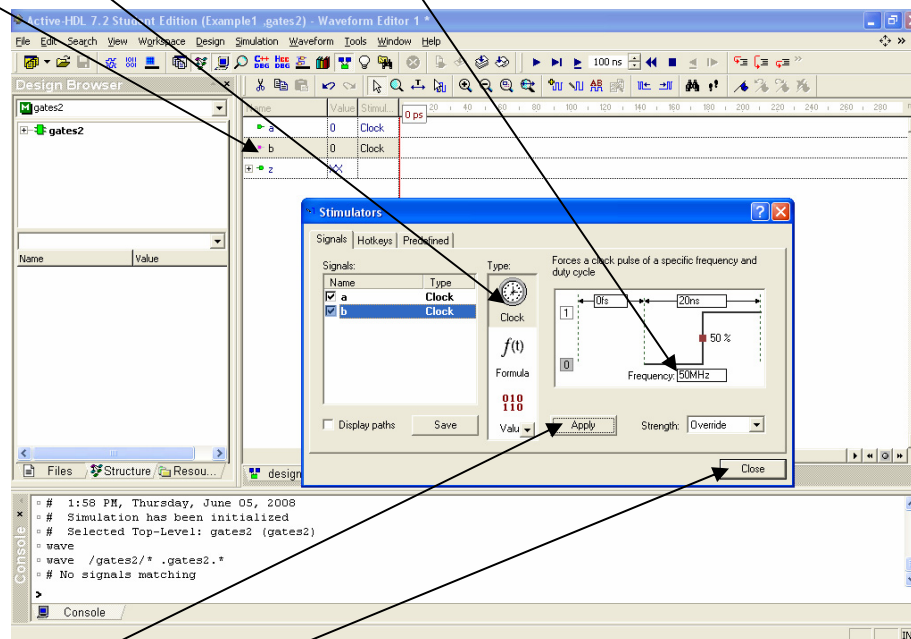 Active-HDL 7.2 Student Edition (Example1 ,gates2) - Waveform Editor 1 *
File Edit Search View Workspace Design Simulation Waveform Tools Window Help
100 ns
Design Browser
gates2
gates2
Name Value
Files Structure Resou...
Name Value Stimul...
20 40 60 80 100 120 140 160 180 200 220 240 260 280
0 ps
a 0 Clock
b 0 Clock
z XX
design
Stimulators
Signals Hotkeys Predefined
Signals:
Name Type
a Clock
b Clock
Display paths
Save
Type:
Clock
f(t)
Formula
010
110
Valu
Forces a clock pulse of a specific frequency and
duty cycle
0fs 20ns
1
50 %
0
Frequency: 50MHz
Apply
Strength: Override
Close
# 1:58 PM, Thursday, June 05, 2008
# Simulation has been initialized
# Selected Top-Level: gates2 (gates2)
wave
wave /gates2/* .gates2.*
# No signals matching
>
Console
Console